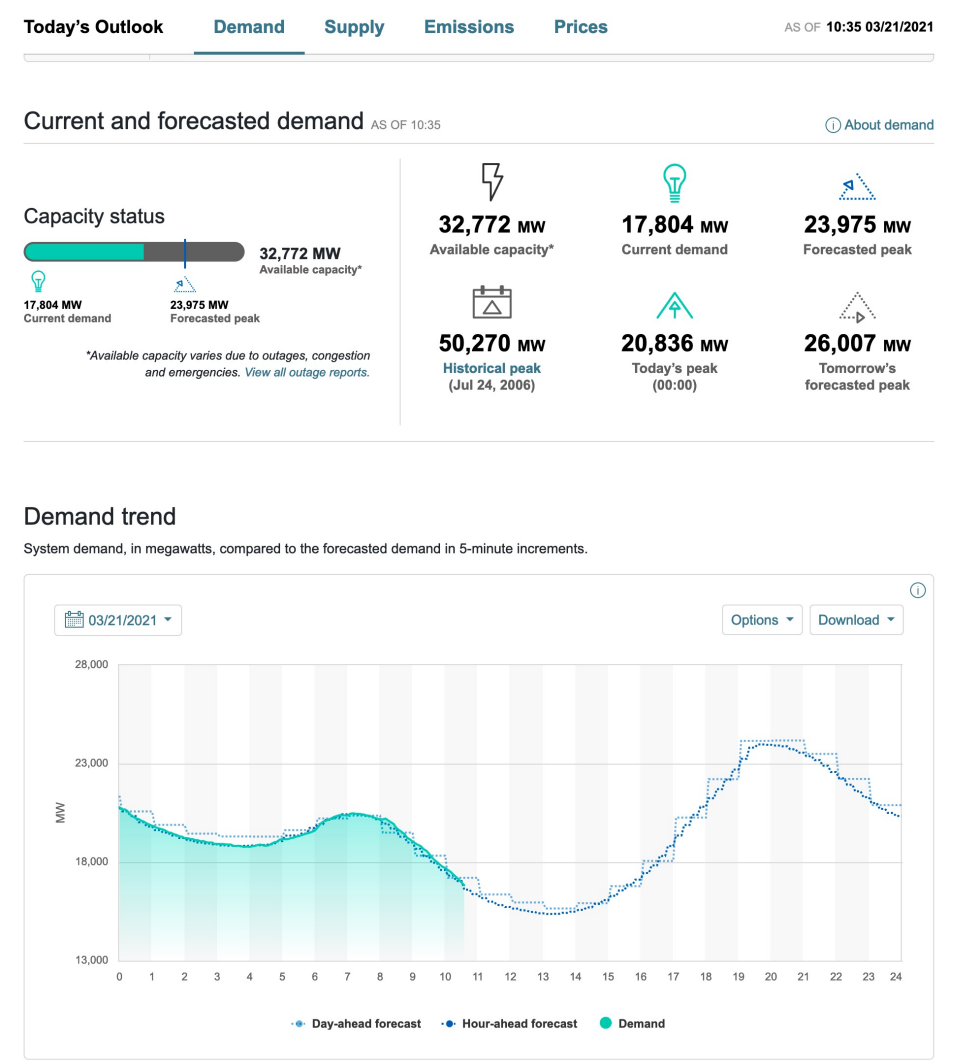 Today's Outlook Demand Supply Emissions Prices AS OF 10:35 03/21/2021
Current and forecasted demand AS OF 10:35
About demand
Capacity status
32,772 MW
Available capacity*
17,804 MW
Current demand
23,975 MW
Forecasted peak
*Available capacity varies due to outages, congestion
and emergencies. View all outage reports.
32,772 MW
Available capacity*
17,804 MW
Current demand
23,975 MW
Forecasted peak
50,270 MW
Historical peak
(Jul 24, 2006)
20,836 MW
Today's peak
(00:00)
26,007 MW
Tomorrow's
forecasted peak
Demand trend
System demand, in megawatts, compared to the forecasted demand in 5-minute increments.
03/21/2021
Options
Download
28,000
23,000
18,000
13,000
MW
0 1 2 3 4 5 6 7 8 9 10 11 12 13 14 15 16 17 18 19 20 21 22 23 24
Day-ahead forecast Hour-ahead forecast Demand